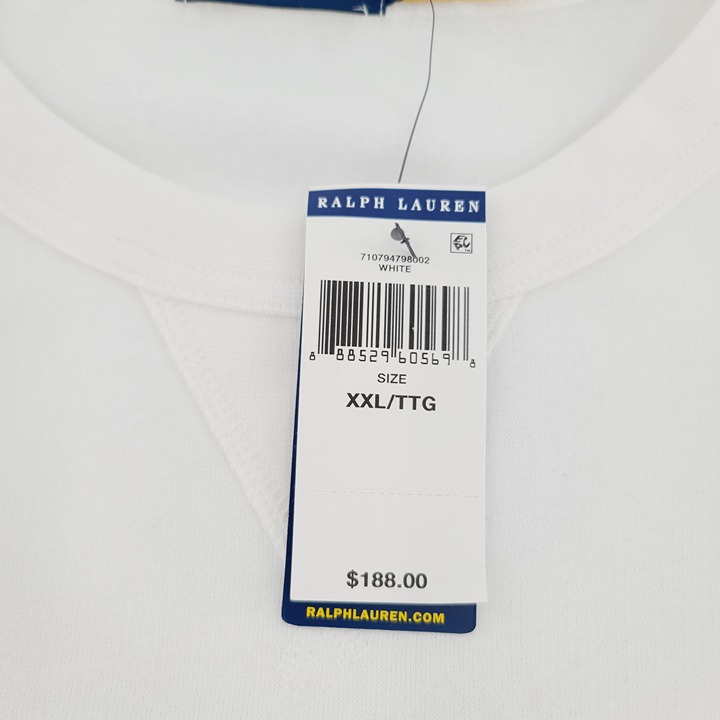 RALPH LAUREN
710794798002
WHITE
8 88529 60569 8
SIZE
XXL/TTG
$188.00
RALPHLAUREN.COM